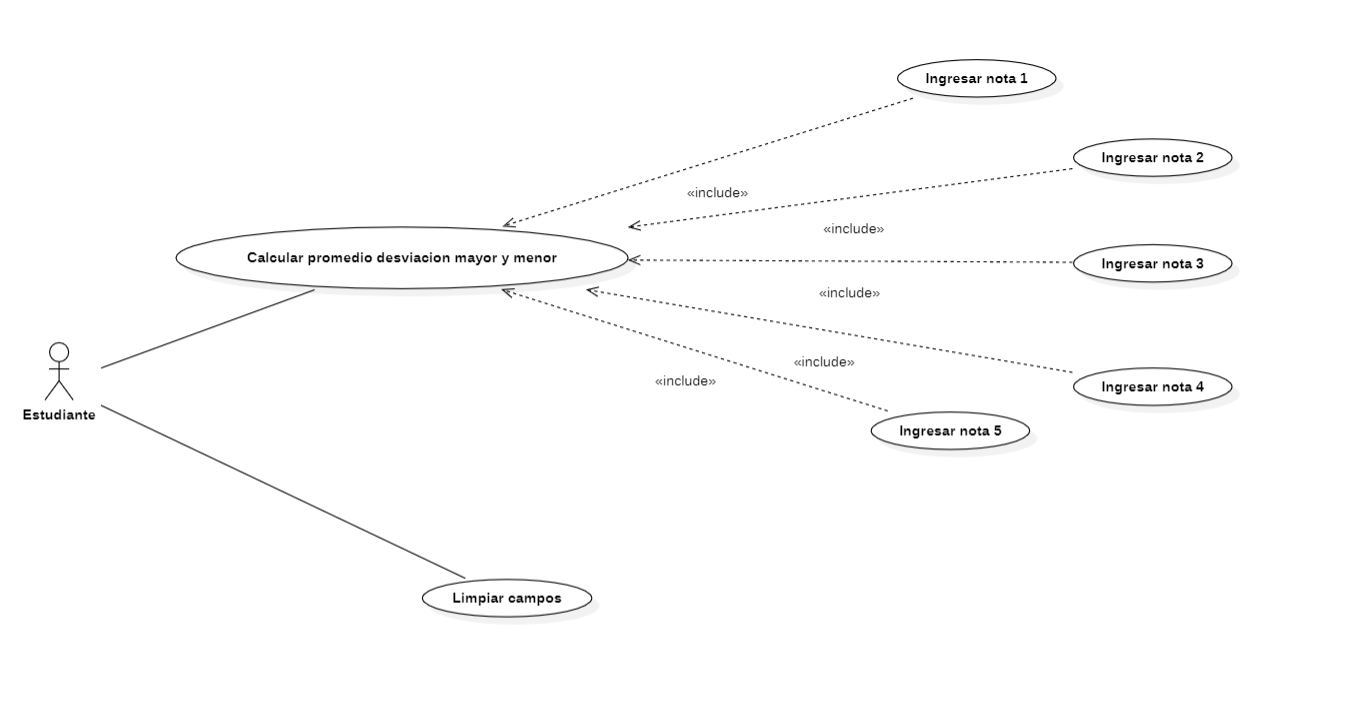 Ingresar nota 1
Ingresar nota 2
«include»
«include»
Calcular promedio desviacion mayor y menor
Ingresar nota 3
«include»
«include»
«include»
Ingresar nota 4
Estudiante
Ingresar nota 5
Limpiar campos